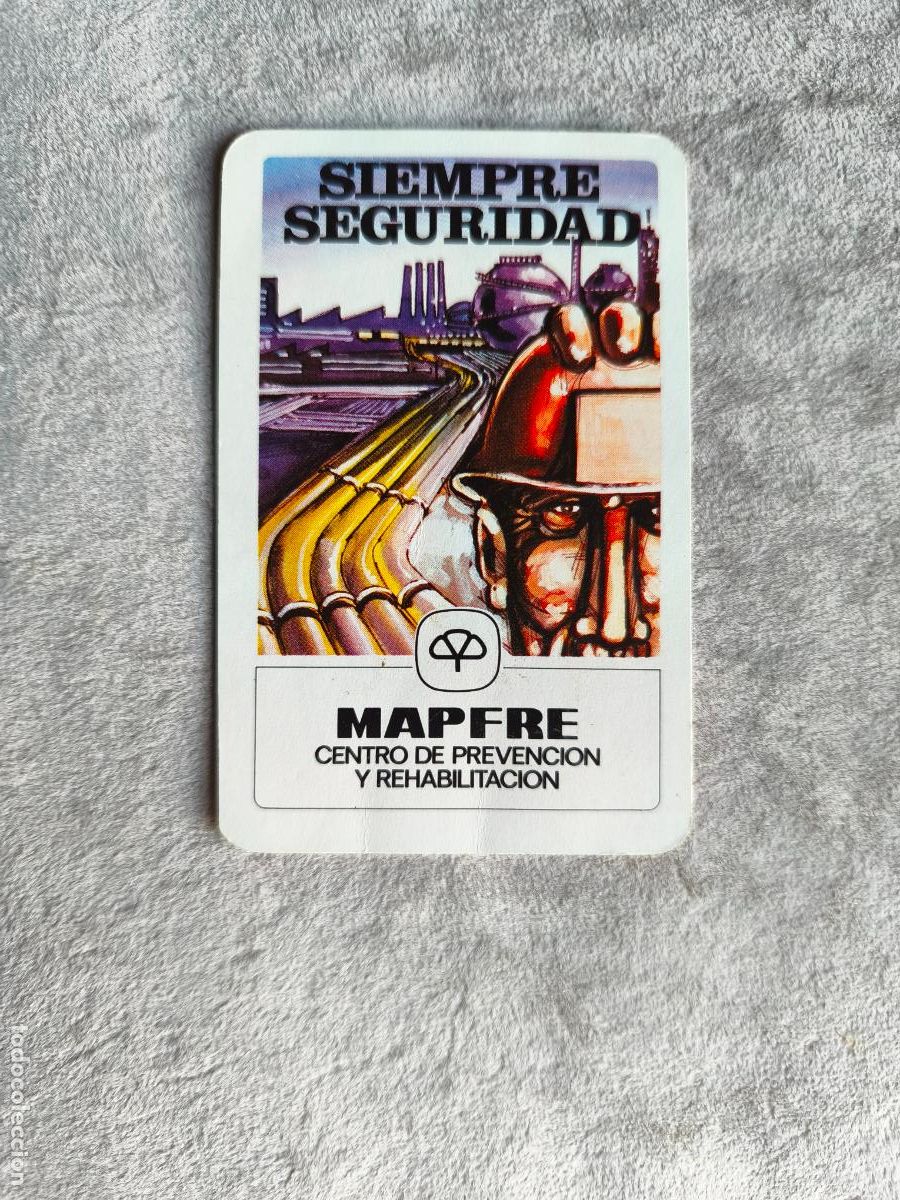 SIEMPRE
SEGURIDAD
MAPFRE
CENTRO DE PREVENCION
Y REHABILITACION
todocoleccion